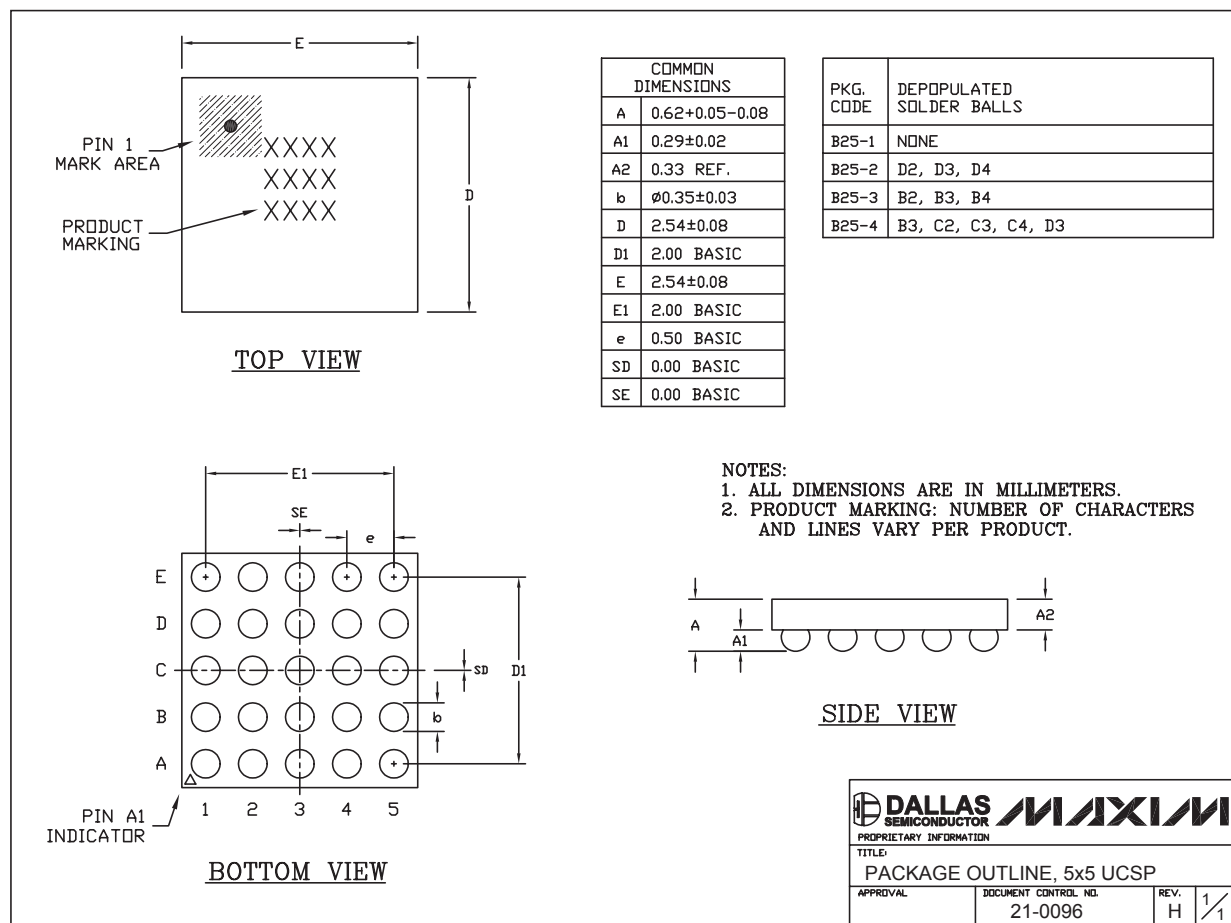 E
PIN 1
MARK AREA
XXXX
XXXX
XXXX
PRODUCT
MARKING
D
TOP VIEW
COMMON
DIMENSIONS
A 0.62+0.05-0.08
A1 0.29±0.02
A2 0.33 REF.
b ø0.35±0.03
D 2.54±0.08
D1 2.00 BASIC
E 2.54±0.08
E1 2.00 BASIC
e 0.50 BASIC
SD 0.00 BASIC
SE 0.00 BASIC
PKG. CODE DEPOPULATED SOLDER BALLS
B25-1 NONE
B25-2 D2, D3, D4
B25-3 B2, B3, B4
B25-4 B3, C2, C3, C4, D3
NOTES:
1. ALL DIMENSIONS ARE IN MILLIMETERS.
2. PRODUCT MARKING: NUMBER OF CHARACTERS
AND LINES VARY PER PRODUCT.
E1
SE
e
E
D
C
B
A
SD
D1
b
1 2 3 4 5
PIN A1
INDICATOR
BOTTOM VIEW
A
A1
A2
SIDE VIEW
DALLAS
SEMICONDUCTOR
MAXIM
PROPRIETARY INFORMATION
TITLE:
PACKAGE OUTLINE, 5x5 UCSP
APPROVAL
DOCUMENT CONTROL NO.
21-0096
REV.
H
1/1